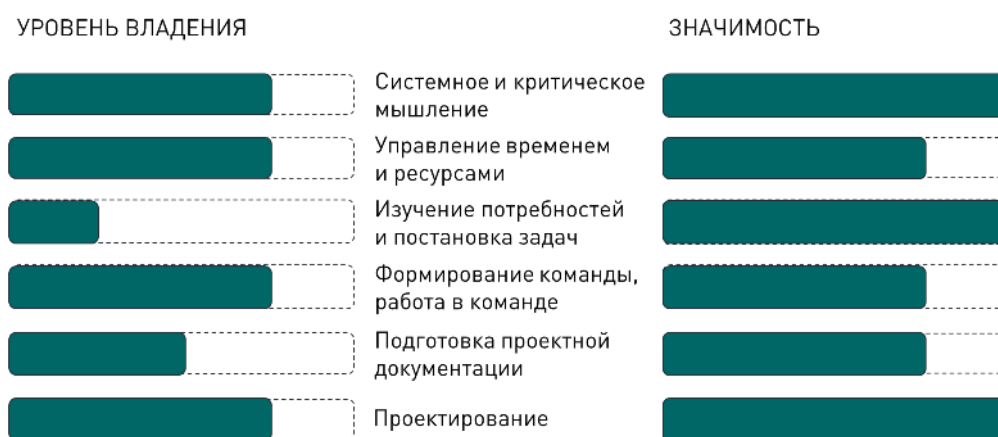 УРОВЕНЬ ВЛАДЕНИЯ
ЗНАЧИМОСТЬ
Системное и критическое
мышление
Управление временем
и ресурсами
Изучение потребностей
и постановка задач
Формирование команды,
работа в команде
Подготовка проектной
документации
Проектирование